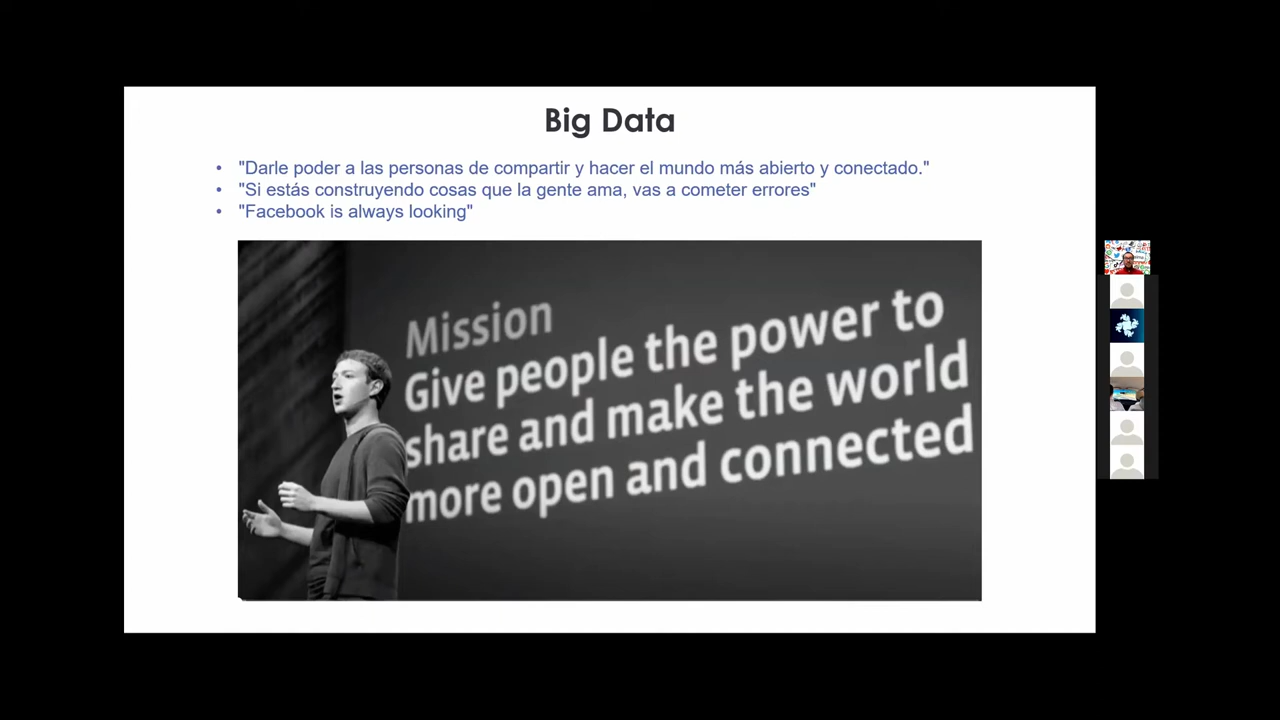 Big Data
• "Darle poder a las personas de compartir y hacer el mundo más abierto y conectado."
• "Si estás construyendo cosas que la gente ama, vas a cometer errores"
• "Facebook is always looking"
Mission
Give people the power to
share and make the world
more open and connected